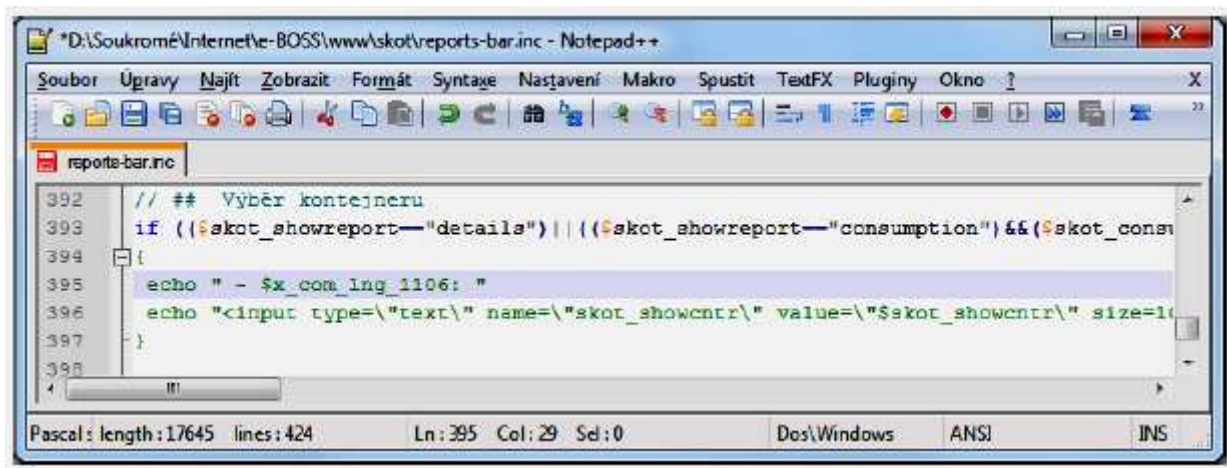 *D:\Soukromé\Internet\e-BOSS\www\skot\reports-bar.inc - Notepad++
Soubor Úpravy Najít Zobrazit Formát Syntaxe Nastavení Makro Spustit TextFX Pluginy Okno ? X
reports-bar.inc
392 // ## Výběr kontejneru
393 if (($skot_showreport=="details")||(($skot_showreport=="consumption")&&($skot_consu
394 {
395 echo " - $x_com_lng_1106: "
396 echo "<input type=\"text\" name=\"skot_showcntr\" value=\"$skot_showcntr\" size=10
397 }
398
Pascal s length : 17645 lines : 424 Ln : 395 Col : 29 Sel : 0 Dos\Windows ANSI INS